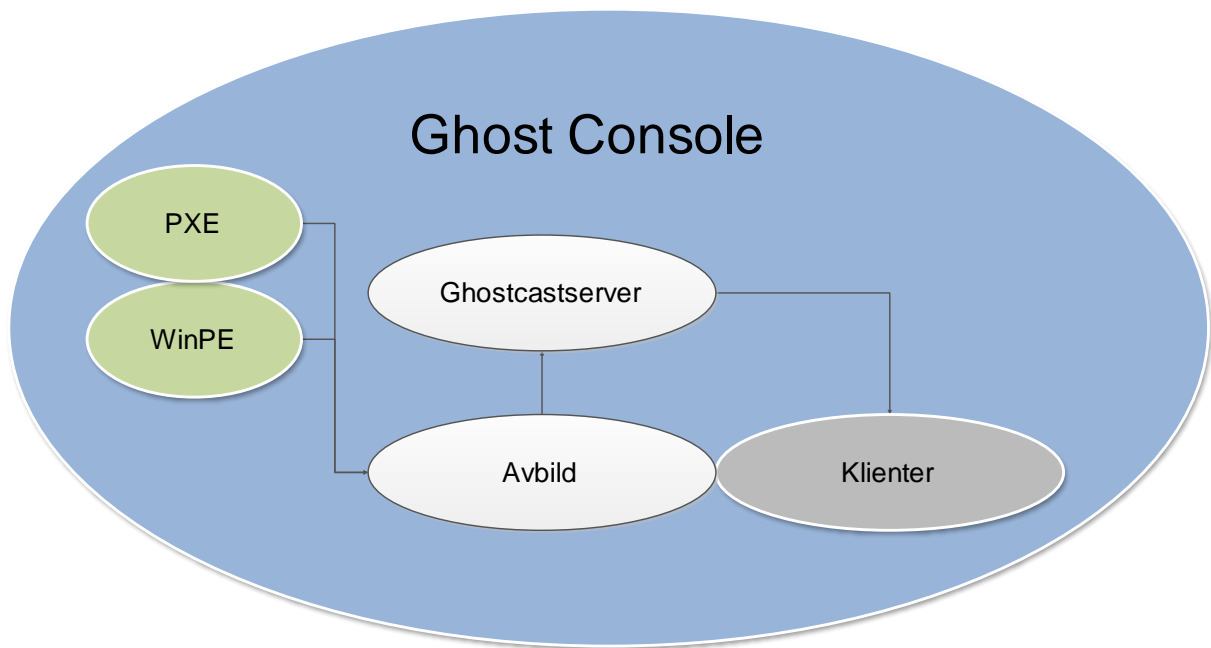 Ghost Console
PXE
Ghostcastserver
WinPE
Avbild
Klienter